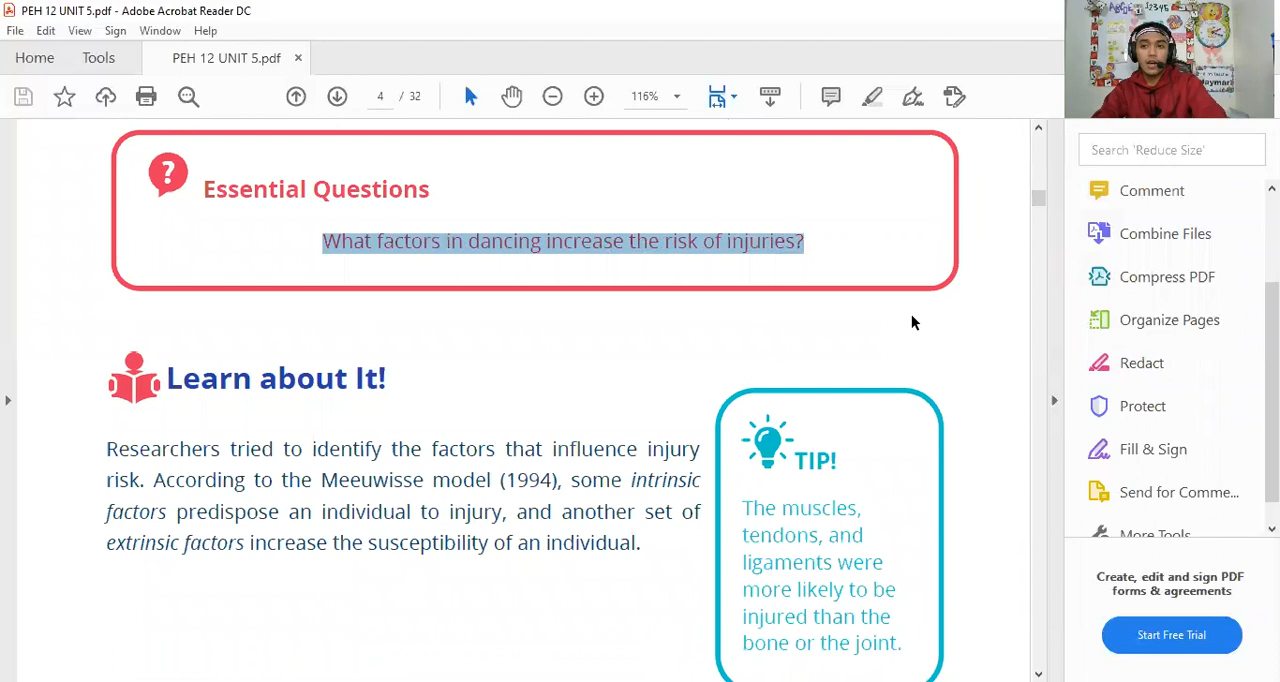 PEH 12 UNIT 5.pdf - Adobe Acrobat Reader DC
File Edit View Sign Window Help
Home Tools PEH 12 UNIT 5.pdf ×
4 / 32 116%
? Essential Questions
What factors in dancing increase the risk of injuries?
Learn about It!
Researchers tried to identify the factors that influence injury
risk. According to the Meeuwisse model (1994), some intrinsic
factors predispose an individual to injury, and another set of
extrinsic factors increase the susceptibility of an individual.
TIP!
The muscles,
tendons, and
ligaments were
more likely to be
injured than the
bone or the joint.
Search 'Reduce Size'
Comment
Combine Files
Compress PDF
Organize Pages
Redact
Protect
Fill & Sign
Send for Comme...
More Tools
Create, edit and sign PDF
forms & agreements
Start Free Trial